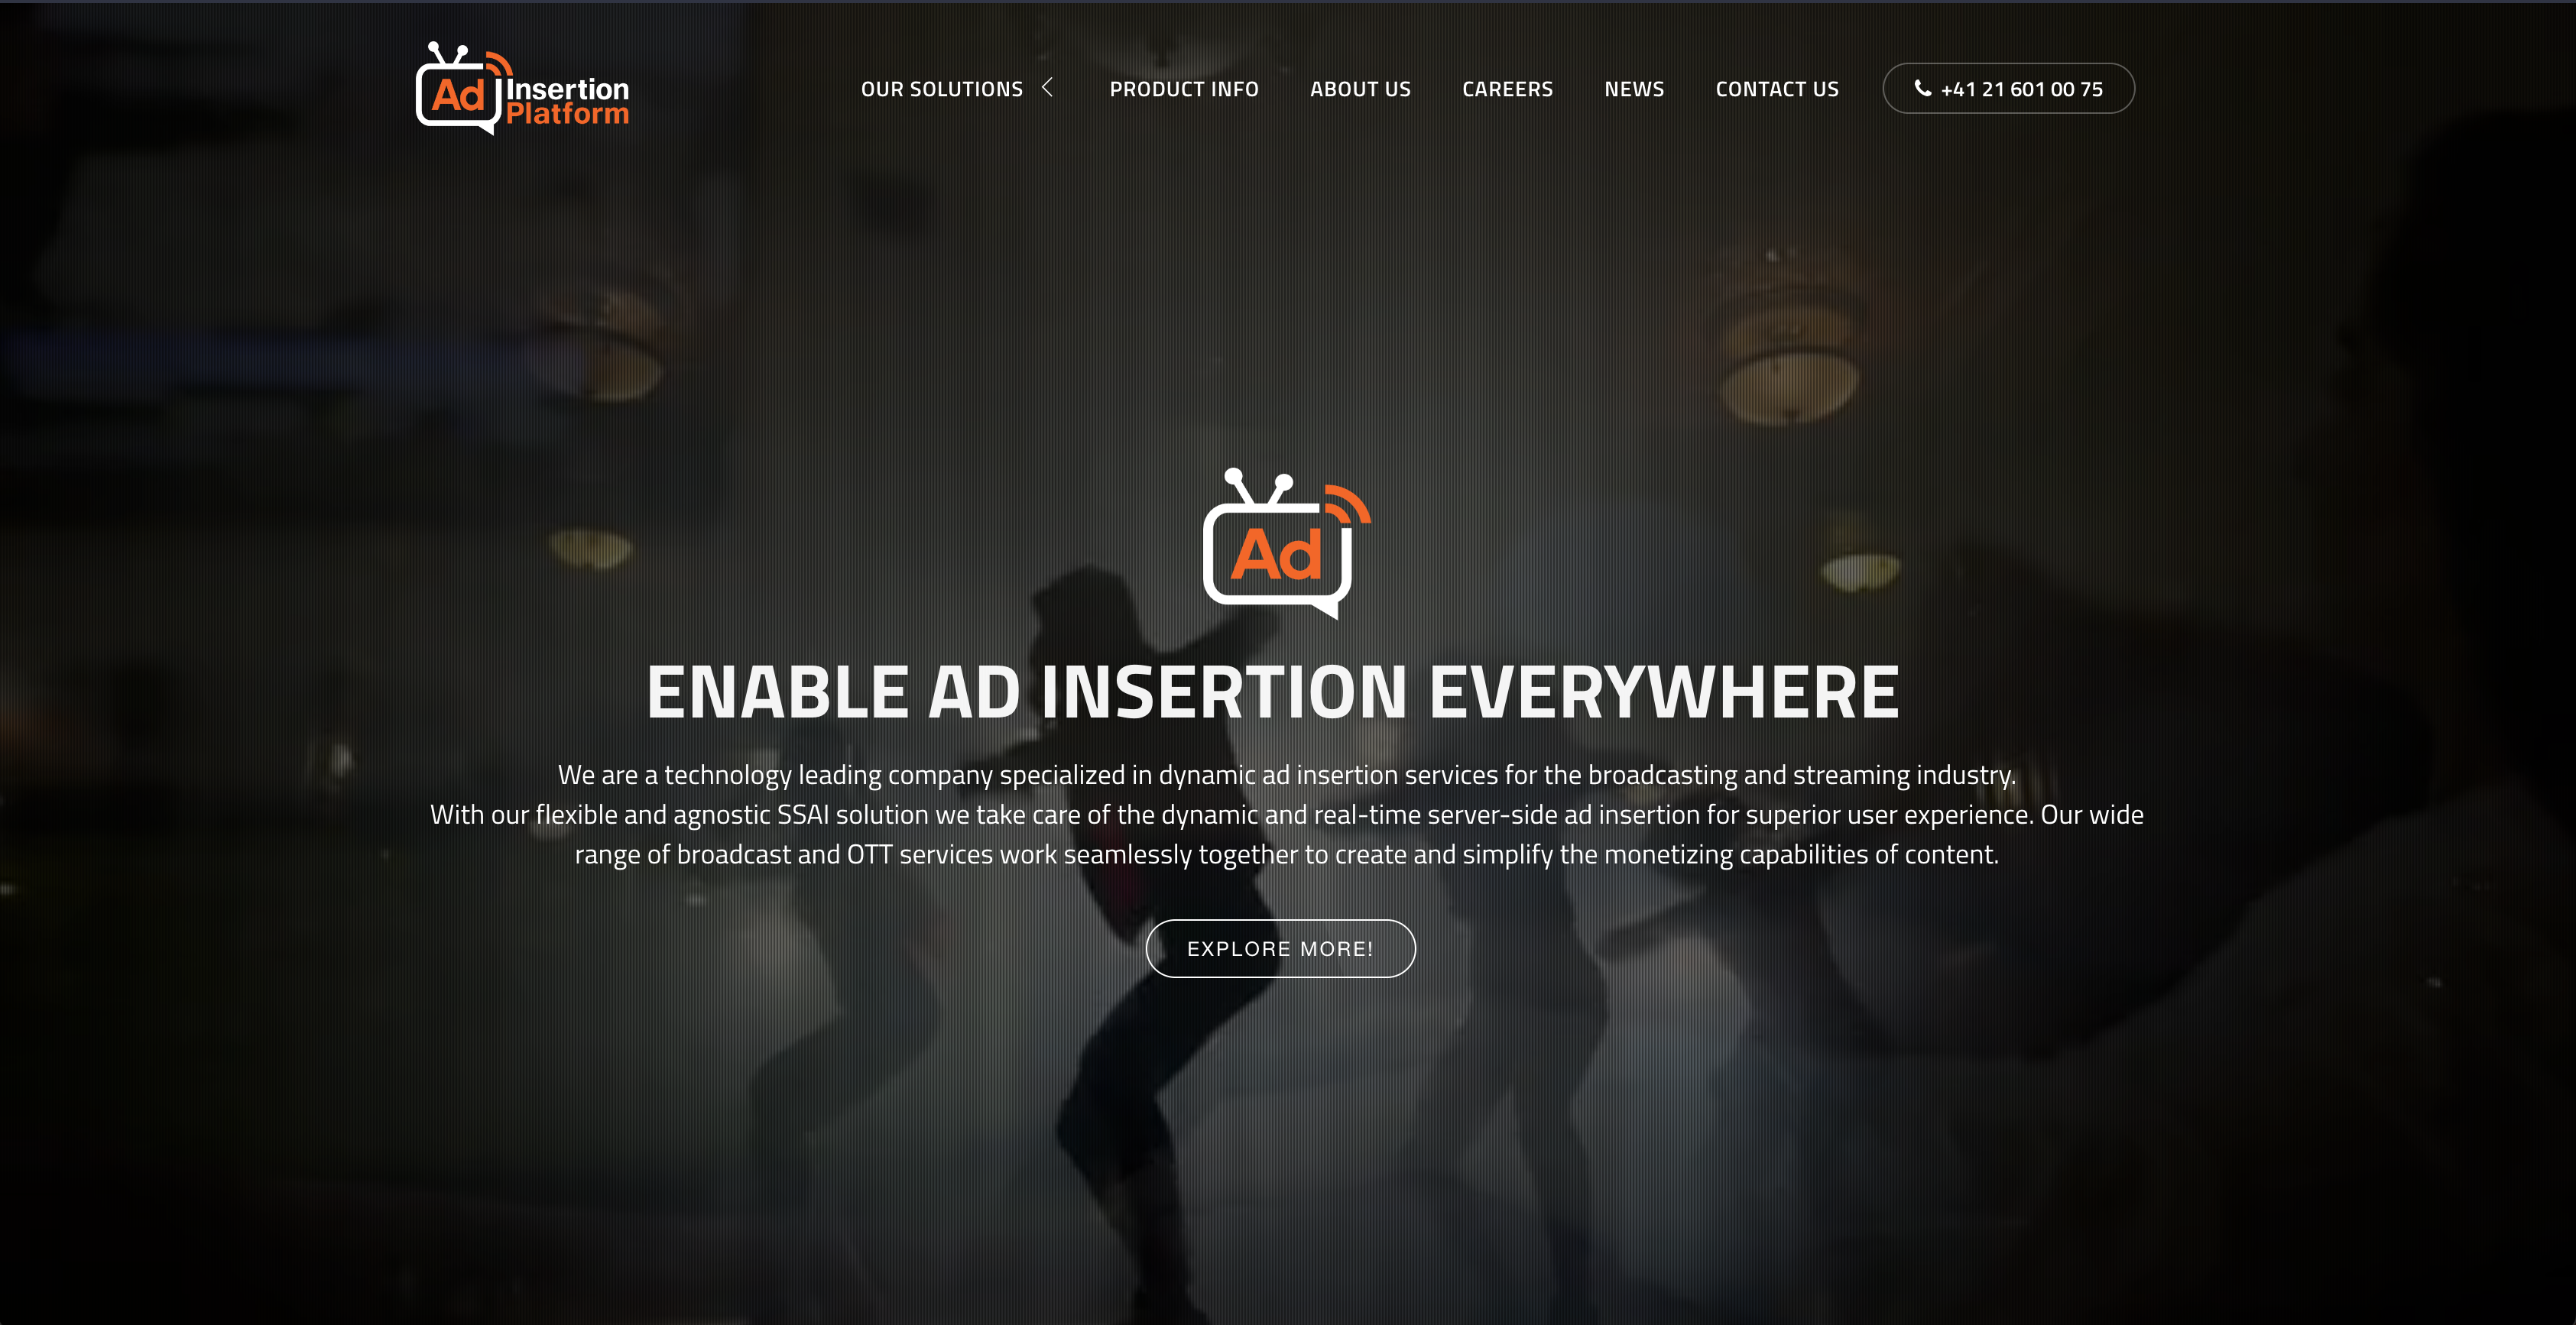 Ad Insertion
Platform
OUR SOLUTIONS
PRODUCT INFO
ABOUT US
CAREERS
NEWS
CONTACT US
+41 21 601 00 75
Ad
ENABLE AD INSERTION EVERYWHERE
We are a technology leading company specialized in dynamic ad insertion services for the broadcasting and streaming industry.
With our flexible and agnostic SSAI solution we take care of the dynamic and real-time server-side ad insertion for superior user experience. Our wide
range of broadcast and OTT services work seamlessly together to create and simplify the monetizing capabilities of content.
EXPLORE MORE!